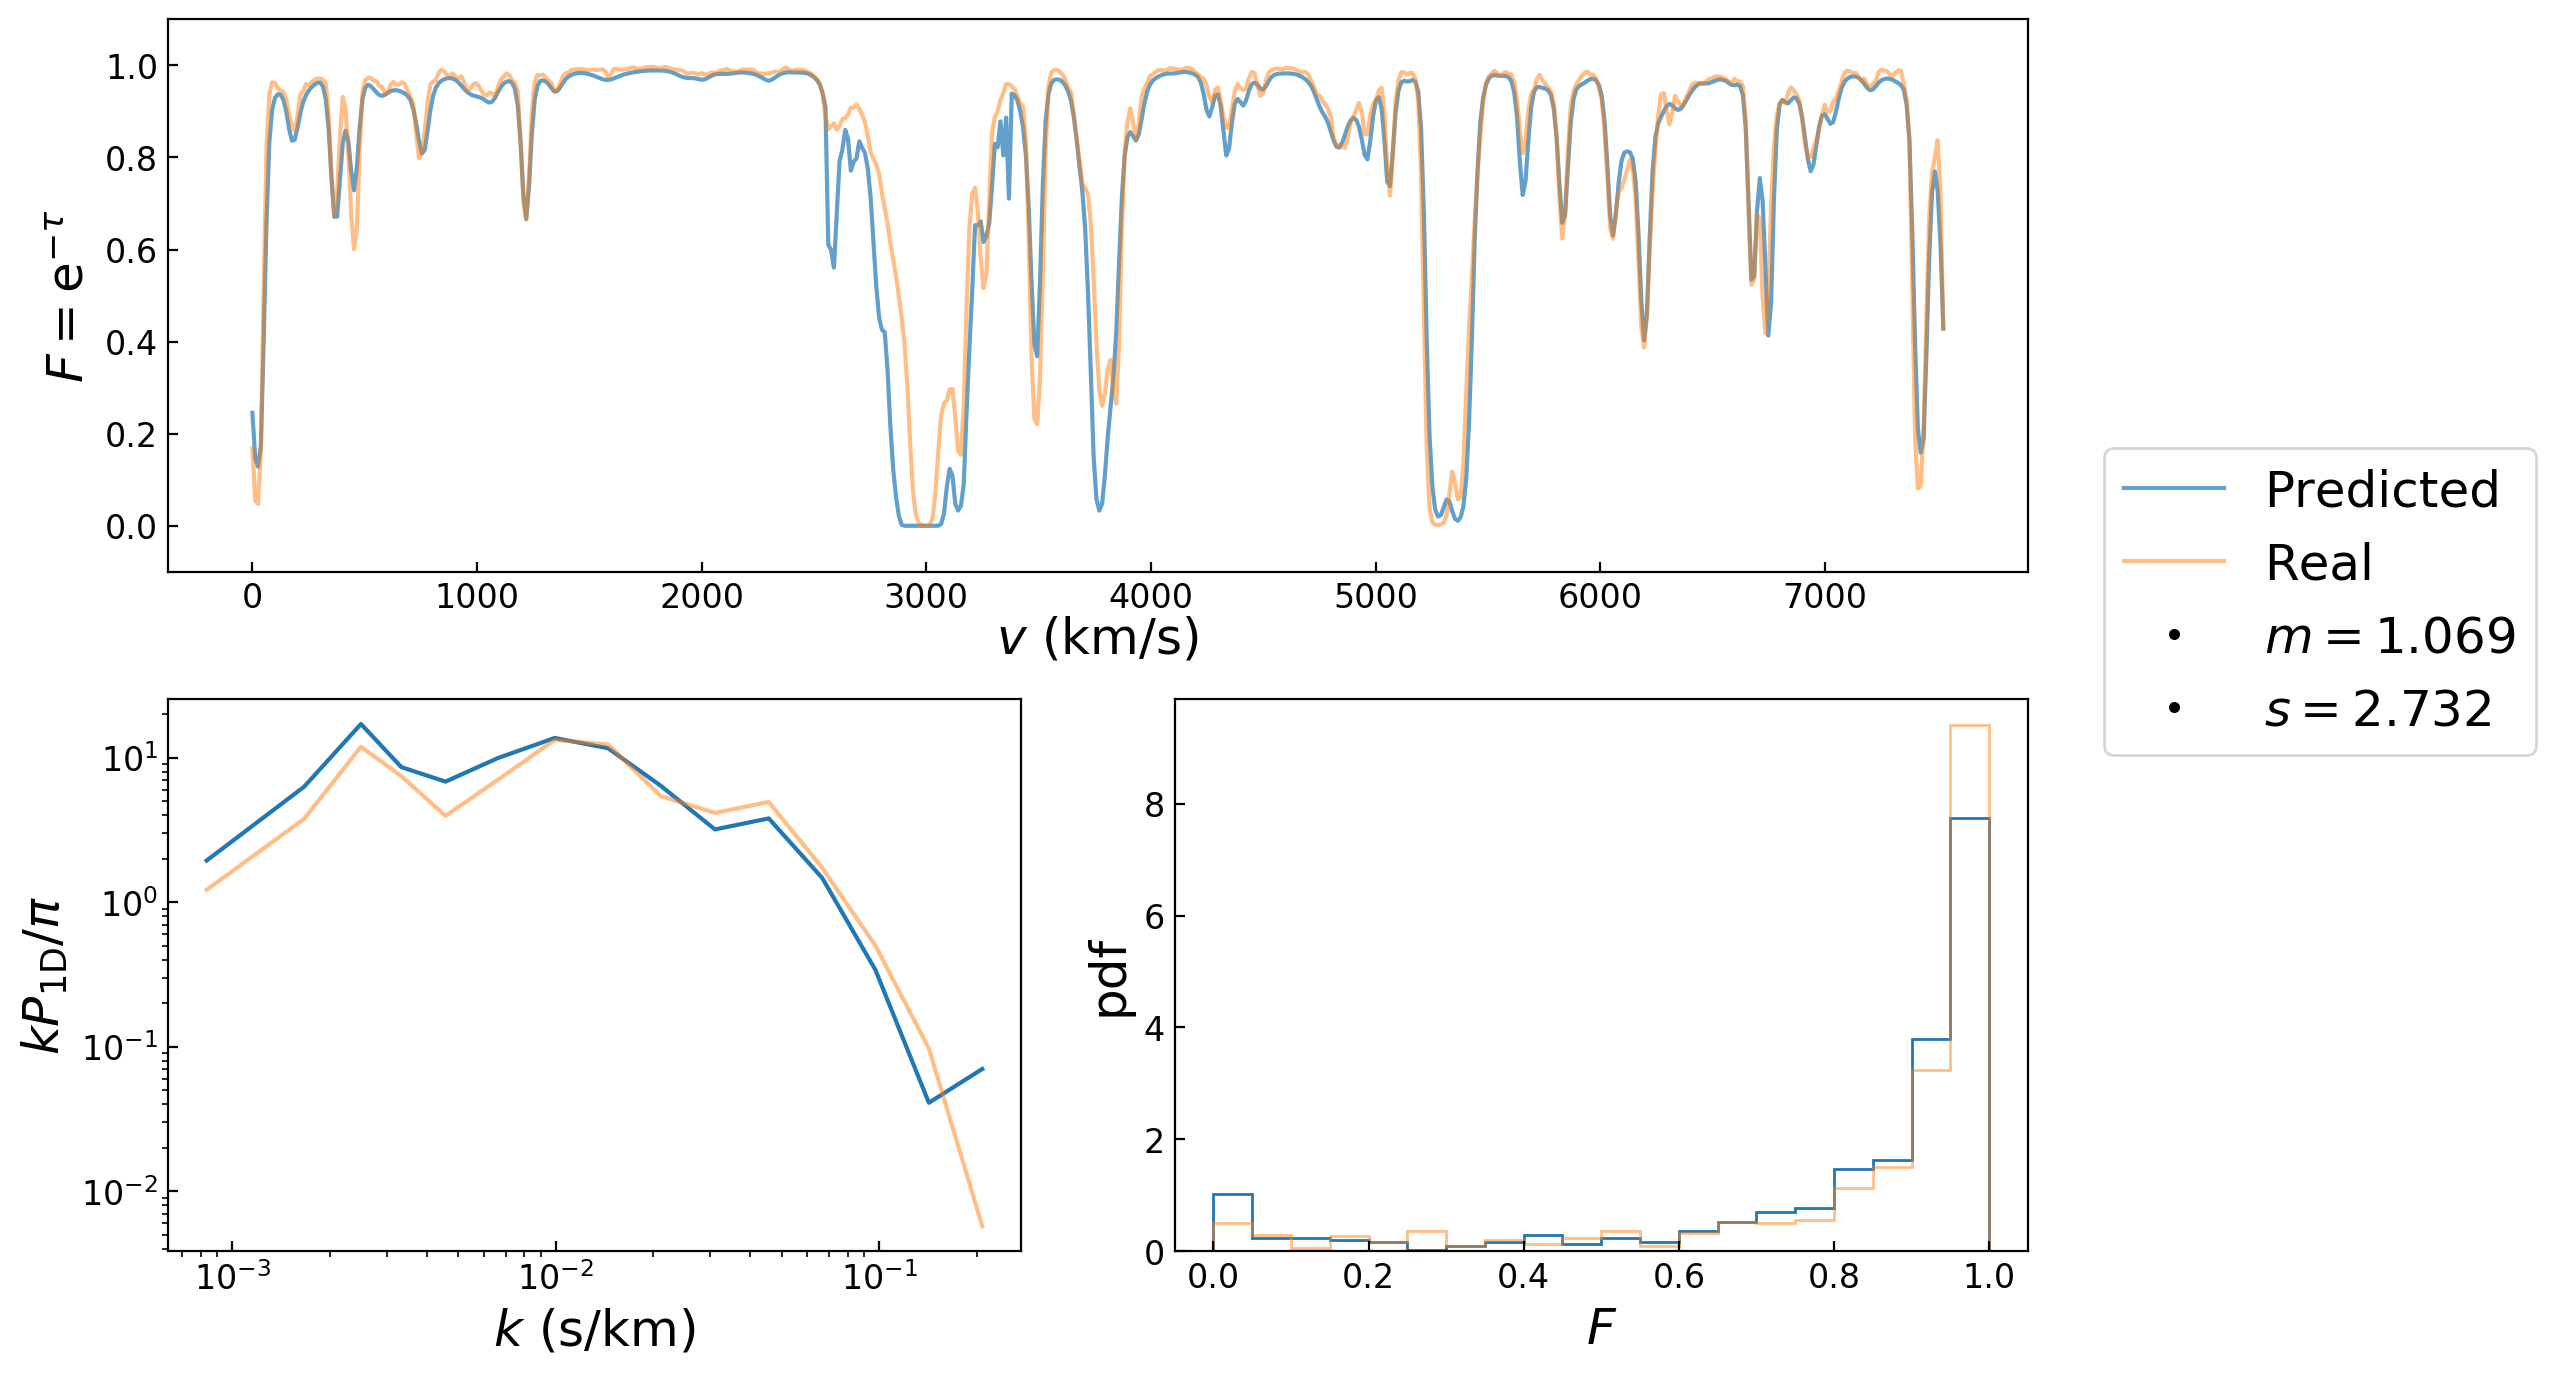 F = e^{-τ}
1.0
0.8
0.6
0.4
0.2
0.0
0 1000 2000 3000 4000 5000 6000 7000
v (km/s)
Predicted
Real
m = 1.069
s = 2.732
kP_{1D}/π
10^1
10^0
10^{-1}
10^{-2}
10^{-3} 10^{-2} 10^{-1}
k (s/km)
pdf
8
6
4
2
0
0.0 0.2 0.4 0.6 0.8 1.0
F